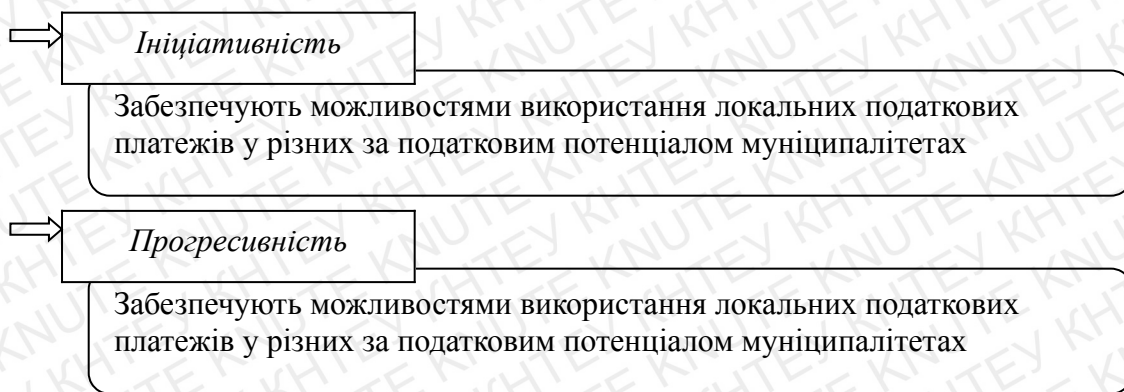 Ініціативність
Забезпечують можливостями використання локальних податкових
платежів у різних за податковим потенціалом муніципалітетах
Прогресивність
Забезпечують можливостями використання локальних податкових
платежів у різних за податковим потенціалом муніципалітетах